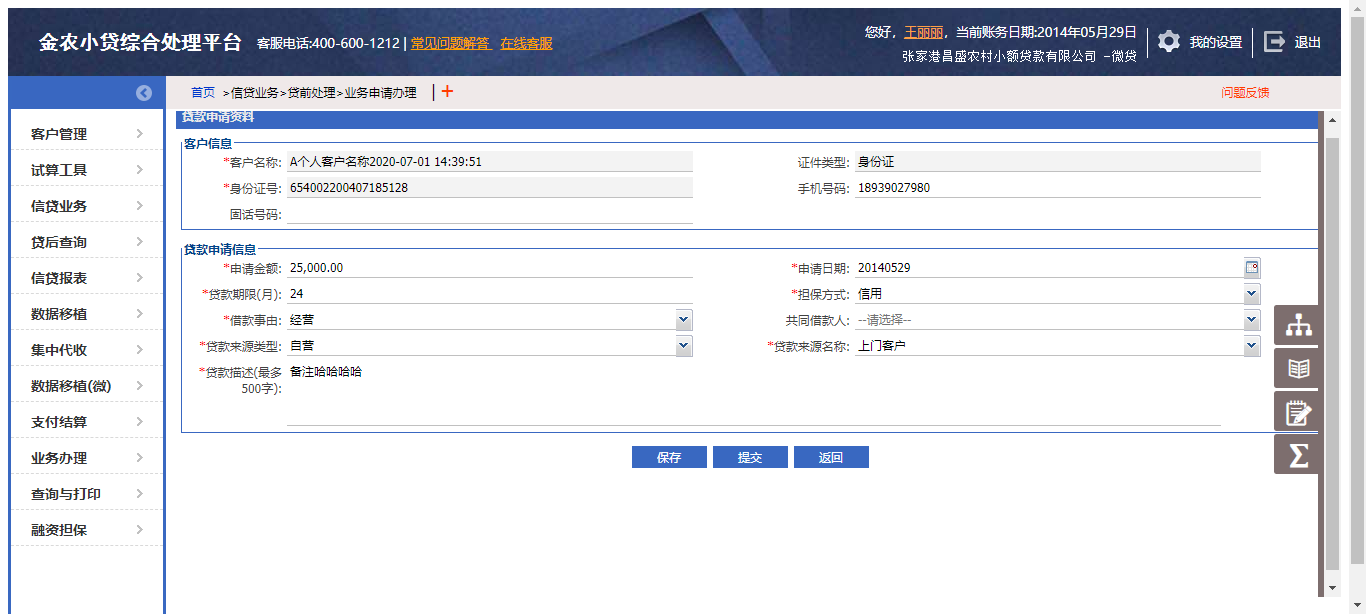 金农小贷综合处理平台 客服电话:400-600-1212 | 常见问题解答 在线客服
您好，王丽丽，当前账务日期:2014年05月29日
张家港昌盛农村小额贷款有限公司 -微贷
我的设置 退出
首页 >信贷业务>贷前处理>业务申请办理 | +
问题反馈
客户管理
试算工具
信贷业务
贷后查询
信贷报表
数据移植
集中代收
数据移植(微)
支付结算
业务办理
查询与打印
融资担保
贷款申请资料
客户信息
*客户名称: A个人客户名称2020-07-01 14:39:51 证件类型: 身份证
*身份证号: 654002200407185128 手机号码: 18939027980
固话号码:
贷款申请信息
*申请金额: 25,000.00 *申请日期: 20140529
*贷款期限(月): 24 *担保方式: 信用
*借款事由: 经营 共同借款人: --请选择--
*贷款来源类型: 自营 *贷款来源名称: 上门客户
*贷款描述(最多 备注哈哈哈哈
500字):
保存 提交 返回